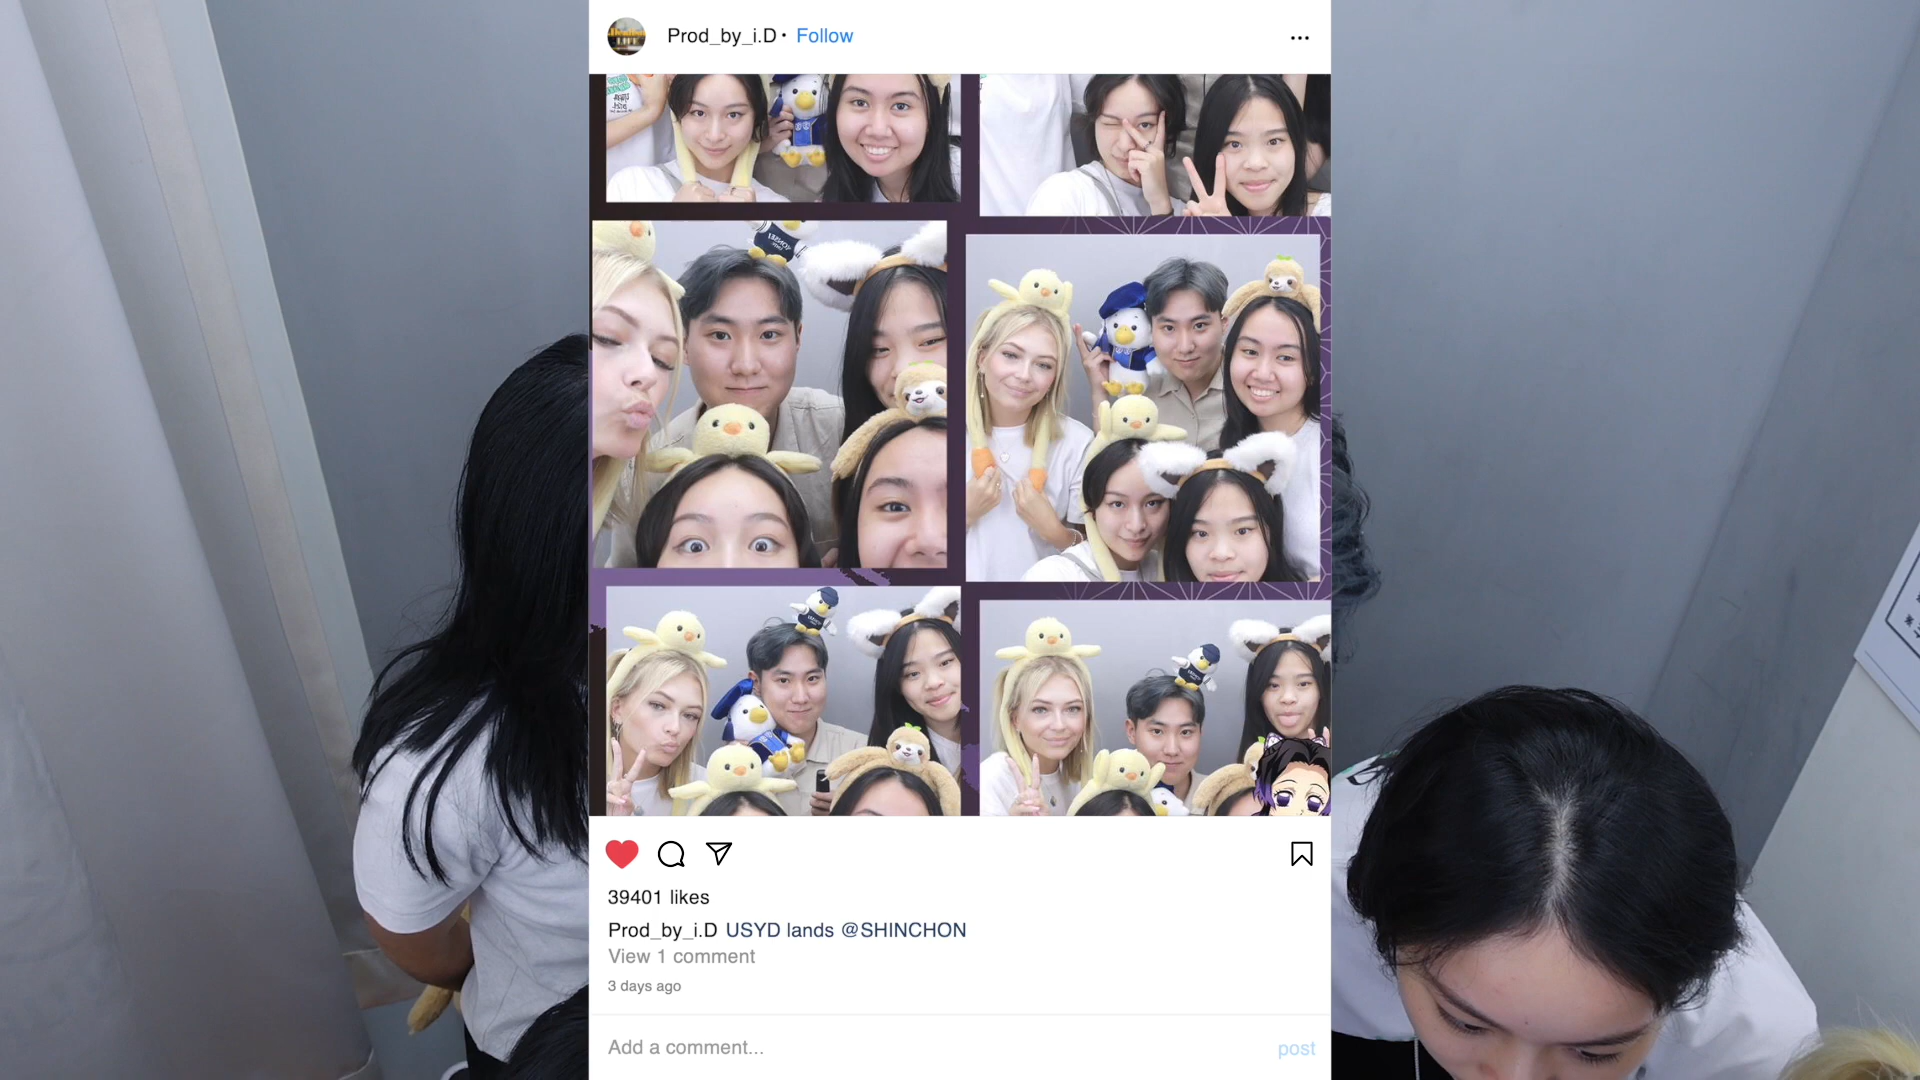 Prod_by_i.D • Follow
39401 likes
Prod_by_i.D USYD lands @SHINCHON
View 1 comment
3 days ago
Add a comment...
post